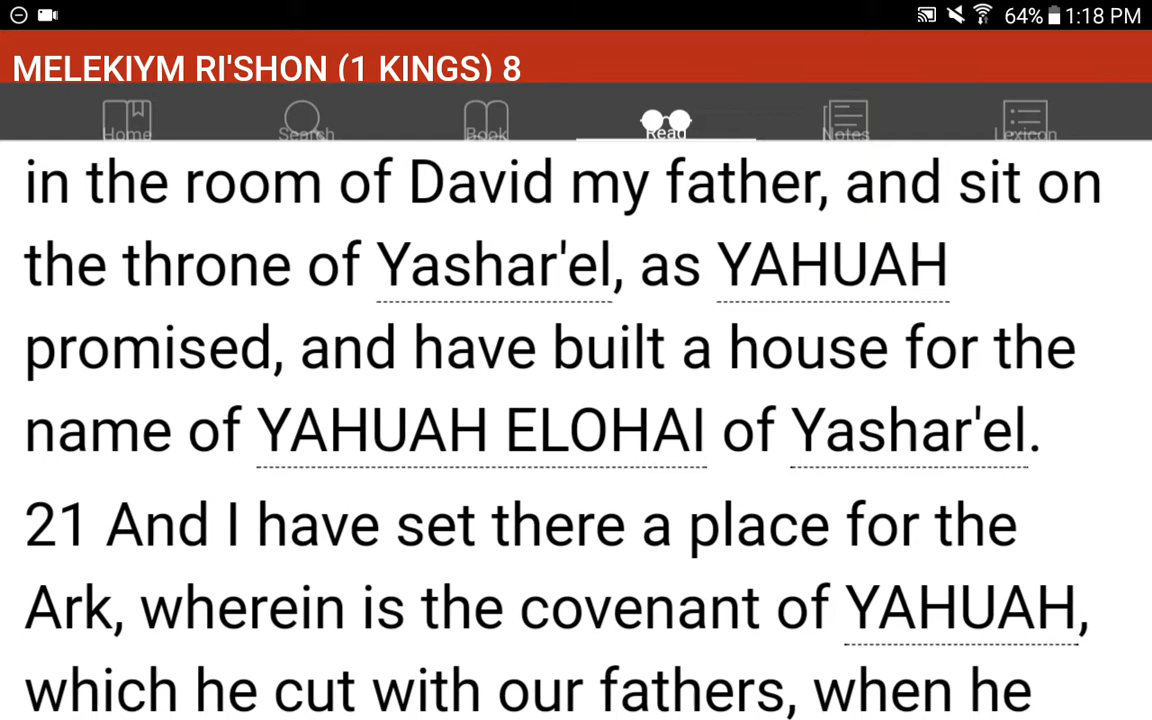 64% 1:18 PM
MELEKIYM RI'SHON (1 KINGS) 8
Home Search Book Read Notes Lexicon
in the room of David my father, and sit on
the throne of Yashar'el, as YAHUAH
promised, and have built a house for the
name of YAHUAH ELOHAI of Yashar'el.
21 And I have set there a place for the
Ark, wherein is the covenant of YAHUAH,
which he cut with our fathers, when he